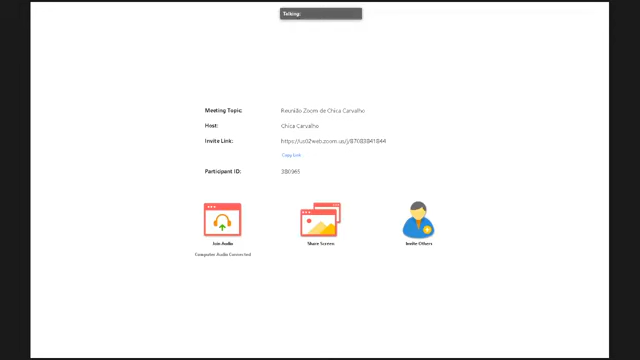 Talking:
Meeting Topic: Reunião Zoom de Chica Carvalho
Host: Chica Carvalho
Invite Link: https://us02web.zoom.us/j/87083841844
Copy Link
Participant ID: 380965
Join Audio Share Screen Invite Others
Computer Audio Connected